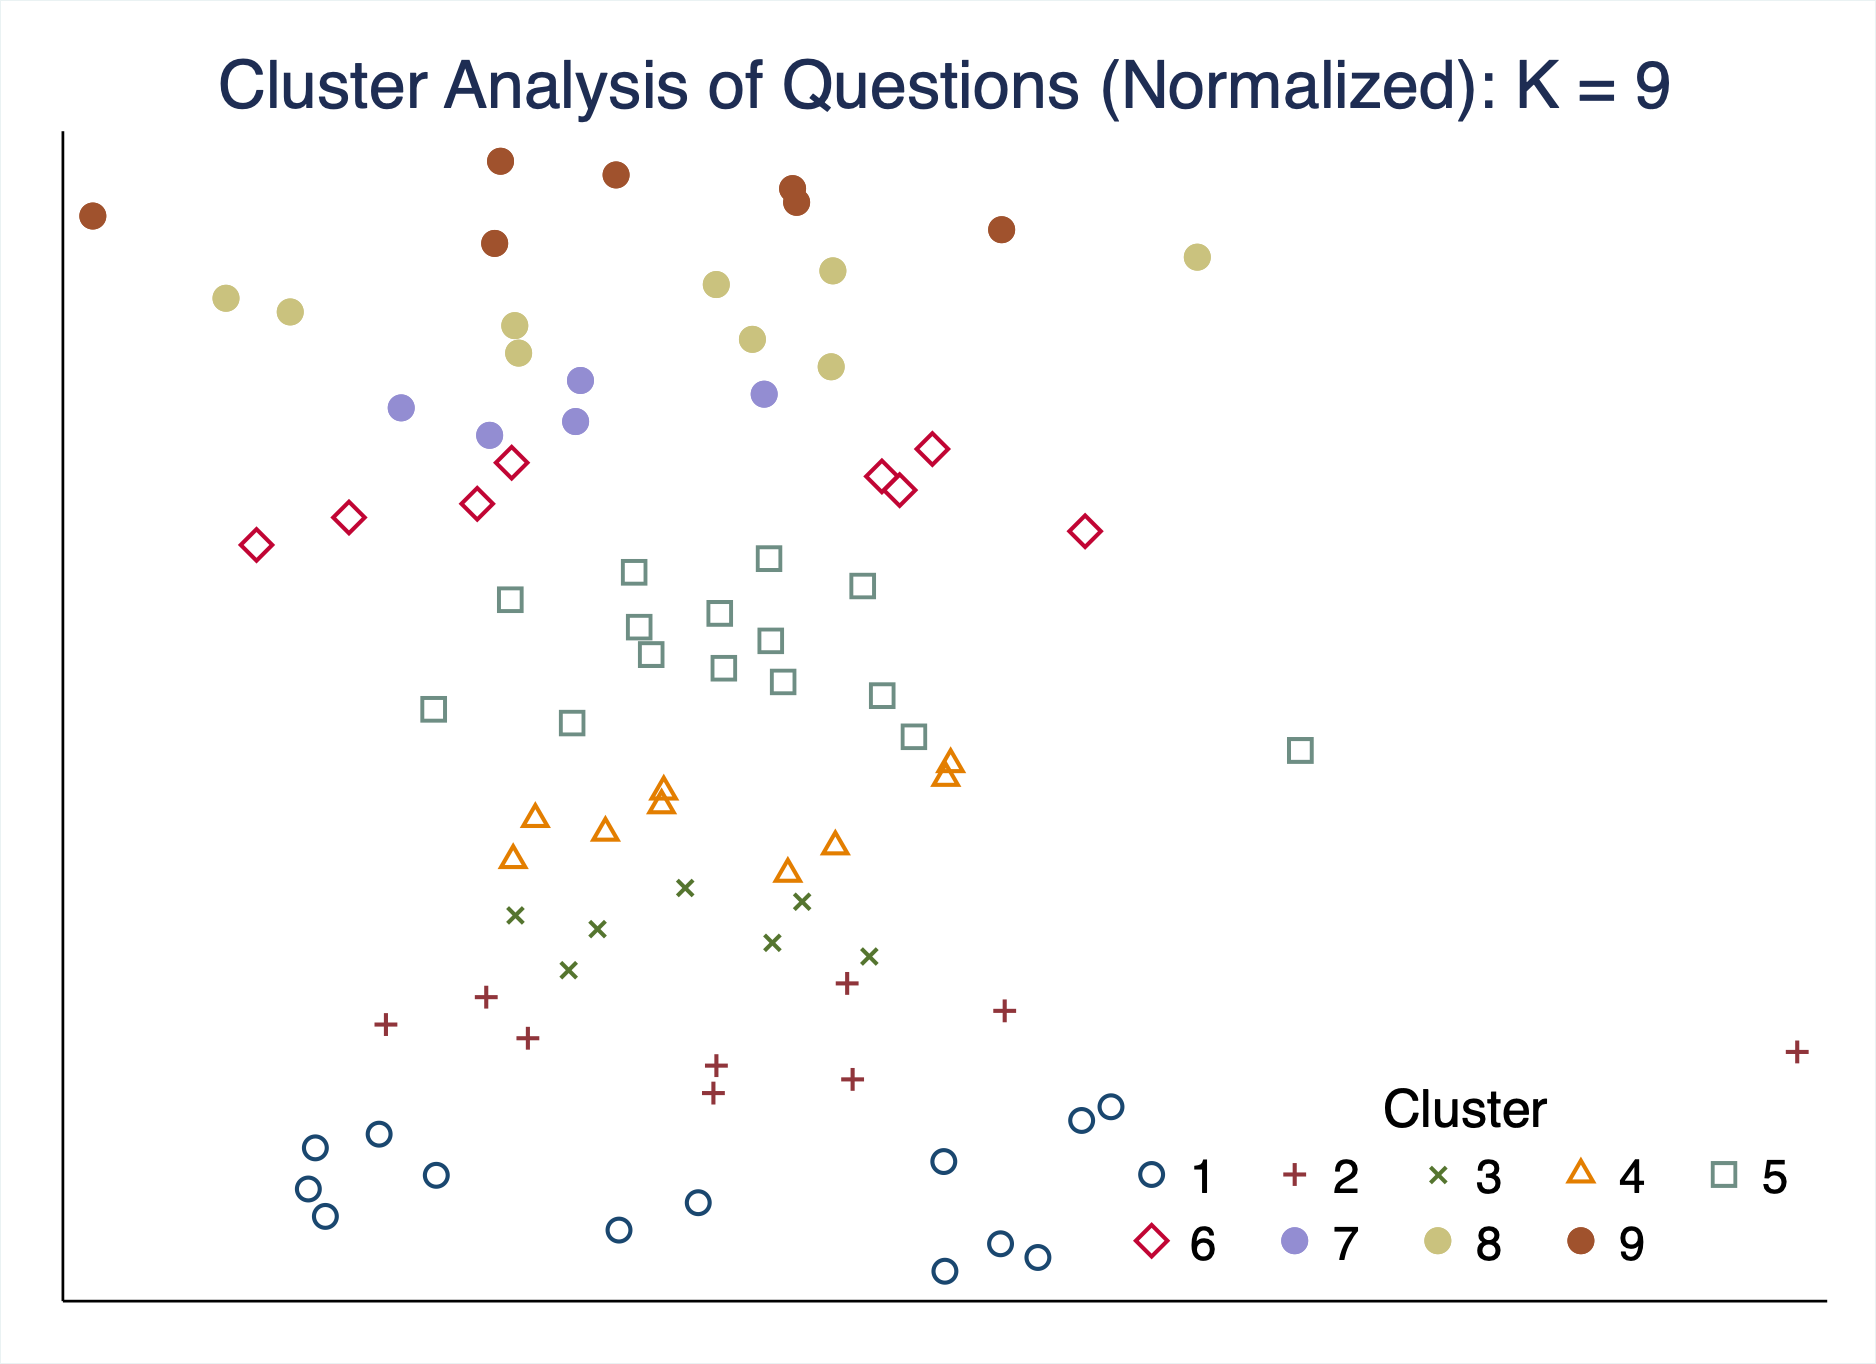 Cluster Analysis of Questions (Normalized): K = 9
Cluster
1 2 3 4 5
6 7 8 9